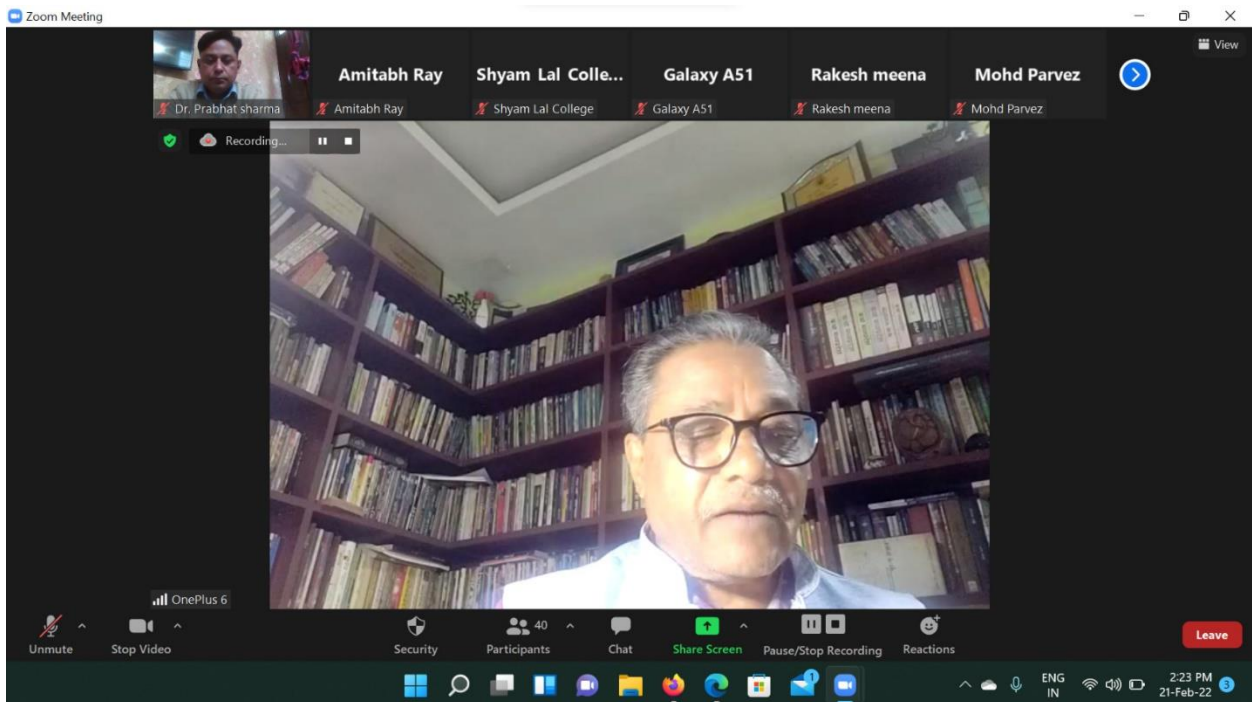 Zoom Meeting
View
Amitabh Ray
Shyam Lal Colle...
Galaxy A51
Rakesh meena
Mohd Parvez
Dr. Prabhat sharma
Amitabh Ray
Shyam Lal College
Galaxy A51
Rakesh meena
Mohd Parvez
Recording...
OnePlus 6
40
Unmute
Stop Video
Security
Participants
Chat
Share Screen
Pause/Stop Recording
Reactions
Leave
1
ENG
IN
2:23 PM
21-Feb-22
3